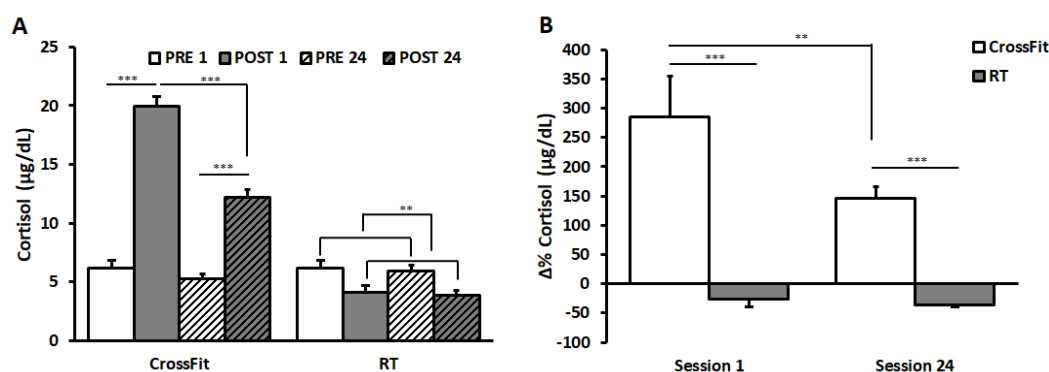 A
Cortisol (µg/dL)
25
20
15
10
5
0
PRE 1 POST 1 PRE 24 POST 24
*** ***
***
**
CrossFit RT
B
Δ% Cortisol (µg/dL)
400
350
300
250
200
150
100
50
0
-50
-100
CrossFit
RT
**
***
***
Session 1 Session 24